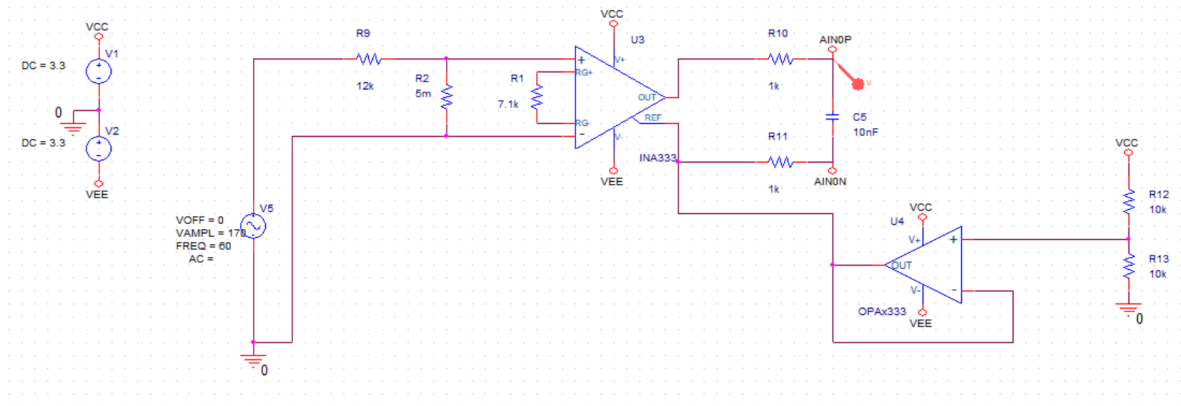 VCC
V1
DC = 3.3
0
V2
DC = 3.3
VEE
R9
12k
R2
5m
R1
7.1k
VCC
U3
V+
+
RG+
OUT
REF
RG-
-
V-
VEE
INA333
R10
1k
AIN0P
V
C5
10nF
R11
1k
AIN0N
V5
VOFF = 0
VAMPL = 170
FREQ = 60
AC =
0
VCC
U4
V+
+
OUT
V-
-
OPAx333
VEE
VCC
R12
10k
R13
10k
0